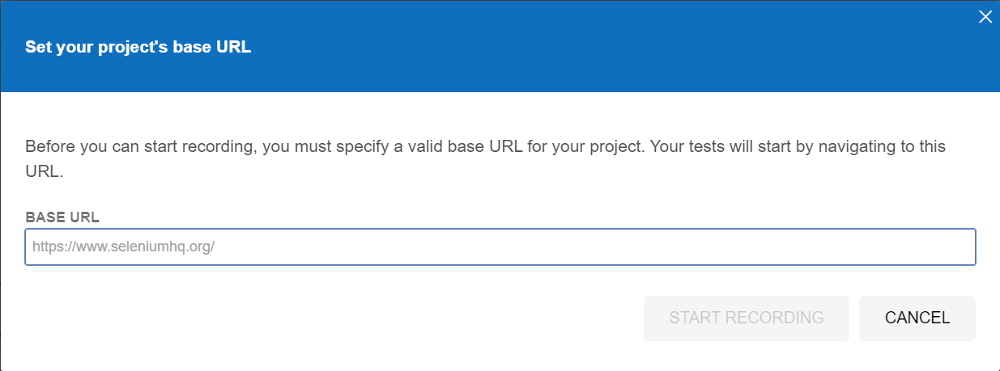 Set your project's base URL
Before you can start recording, you must specify a valid base URL for your project. Your tests will start by navigating to this
URL.
BASE URL
https://www.seleniumhq.org/
START RECORDING
CANCEL